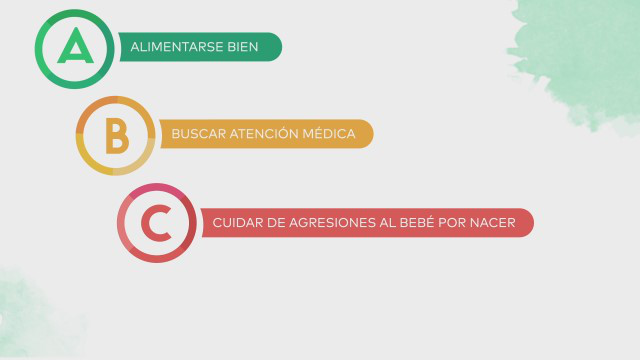 A
ALIMENTARSE BIEN
B
BUSCAR ATENCIÓN MÉDICA
C
CUIDAR DE AGRESIONES AL BEBÉ POR NACER